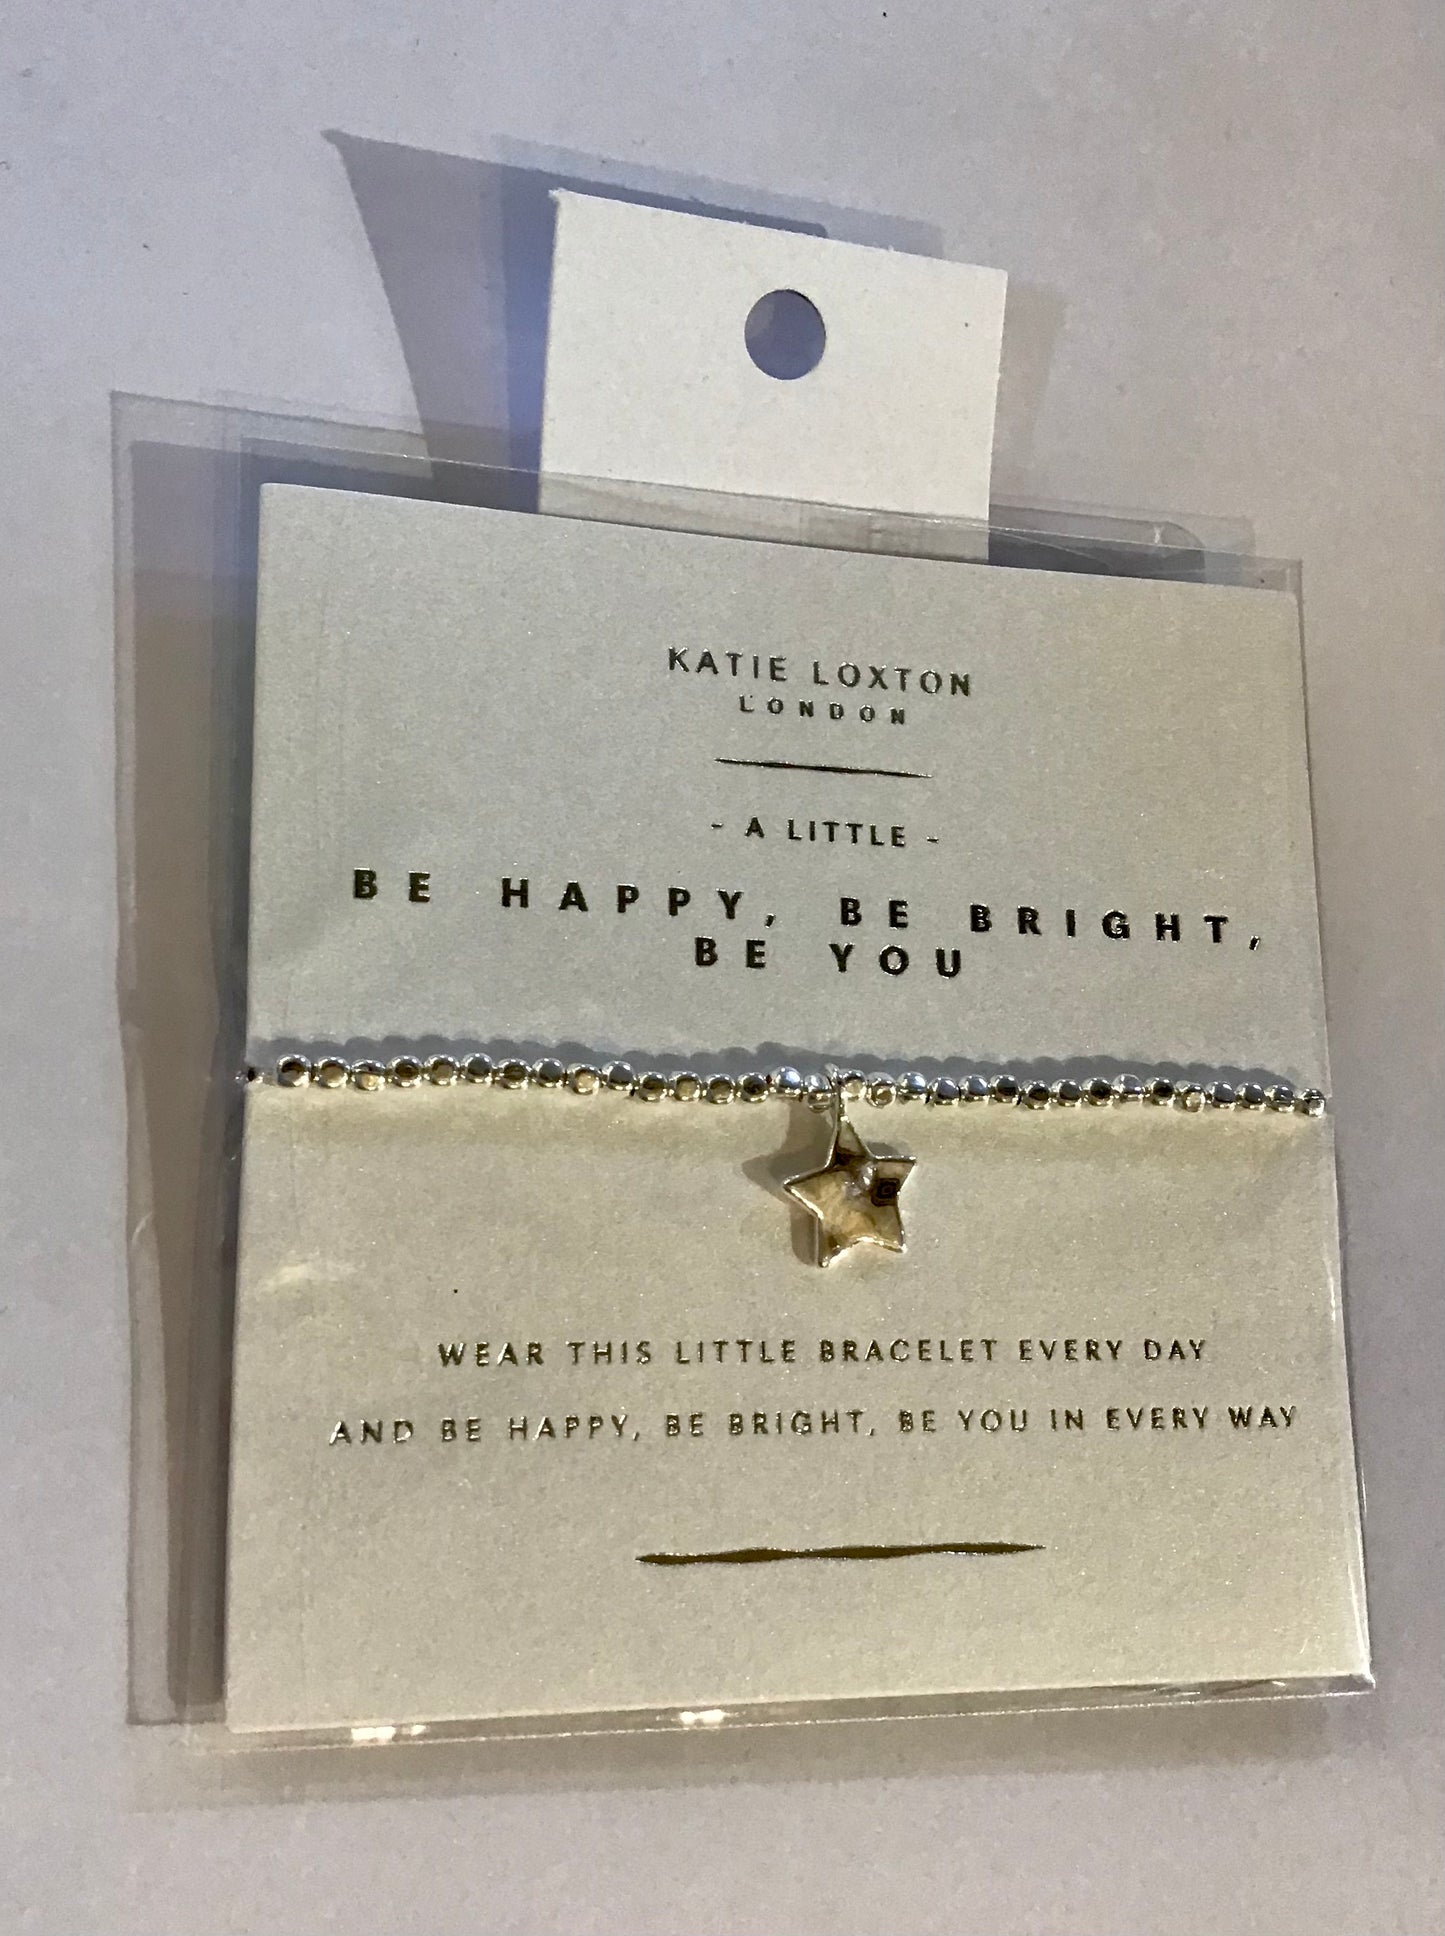 KATIE LOXTON
LONDON
- A LITTLE -
BE HAPPY, BE BRIGHT,
BE YOU
WEAR THIS LITTLE BRACELET EVERY DAY
AND BE HAPPY, BE BRIGHT, BE YOU IN EVERY WAY